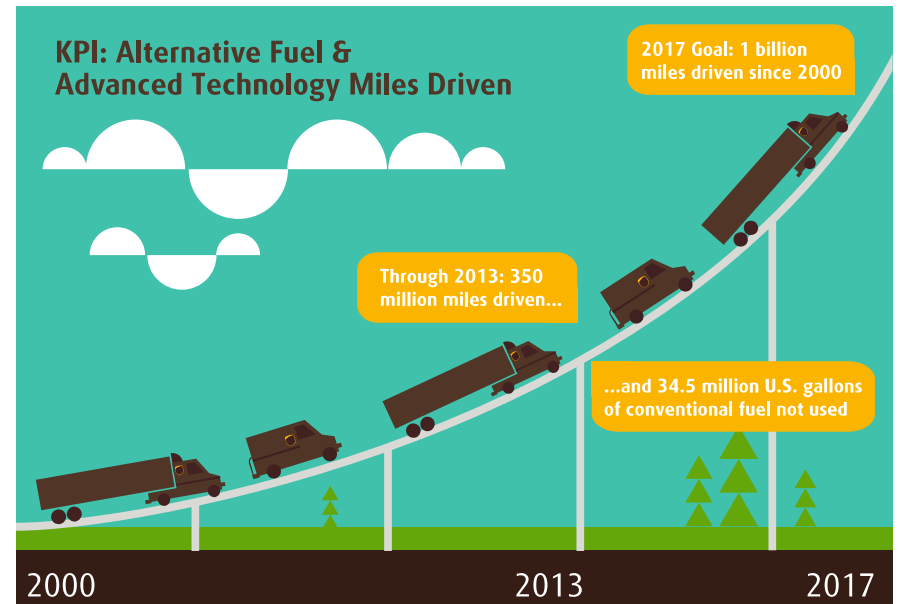 KPI: Alternative Fuel &
Advanced Technology Miles Driven
2017 Goal: 1 billion
miles driven since 2000
Through 2013: 350
million miles driven...
...and 34.5 million U.S. gallons
of conventional fuel not used
2000
2013
2017